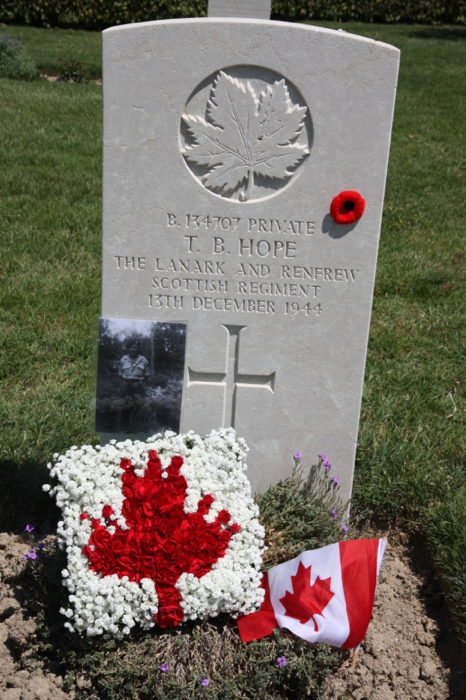 B. 134707 PRIVATE
T. B. HOPE
THE LANARK AND RENFREW
SCOTTISH REGIMENT
13TH DECEMBER 1944